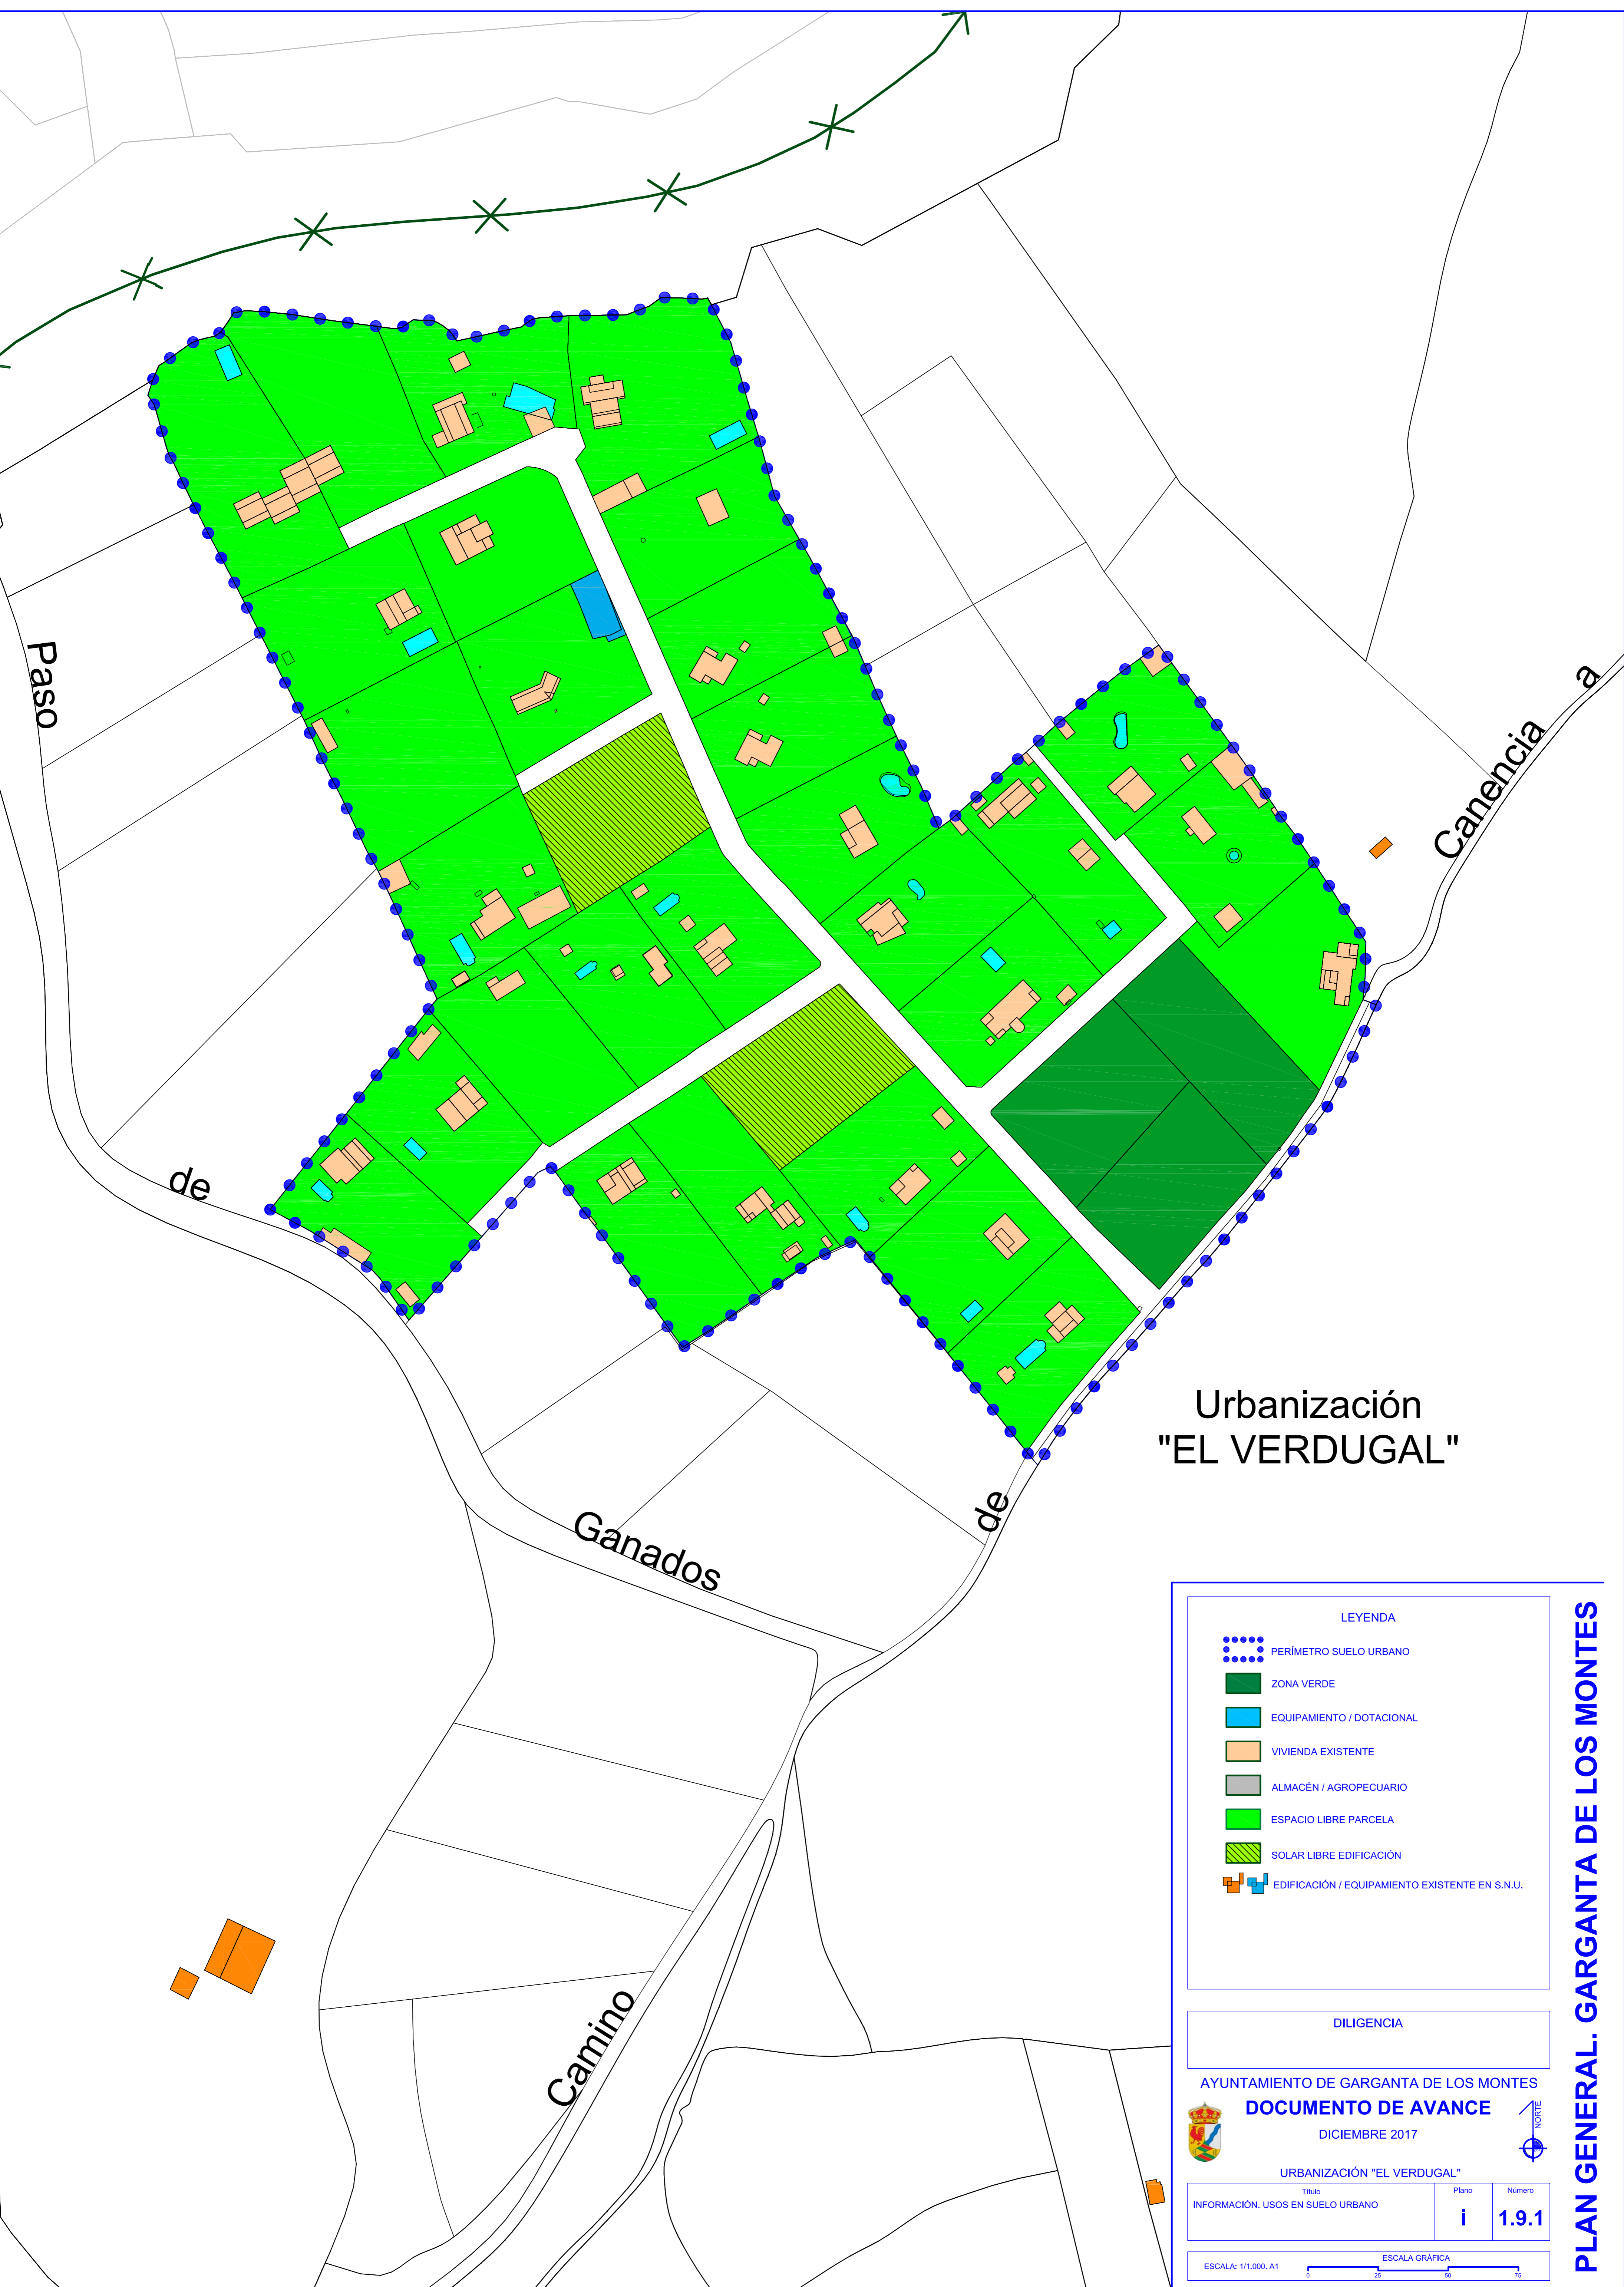 Paso
de
Ganados
Camino
de
Canencia
a
Urbanización
"EL VERDUGAL"
LEYENDA
PERÍMETRO SUELO URBANO
ZONA VERDE
EQUIPAMIENTO / DOTACIONAL
VIVIENDA EXISTENTE
ALMACÉN / AGROPECUARIO
ESPACIO LIBRE PARCELA
SOLAR LIBRE EDIFICACIÓN
EDIFICACIÓN / EQUIPAMIENTO EXISTENTE EN S.N.U.
DILIGENCIA
AYUNTAMIENTO DE GARGANTA DE LOS MONTES
DOCUMENTO DE AVANCE
DICIEMBRE 2017
NORTE
URBANIZACIÓN "EL VERDUGAL"
Título
INFORMACIÓN. USOS EN SUELO URBANO
Plano
i
Número
1.9.1
ESCALA: 1/1.000. A1
ESCALA GRÁFICA
0 25 50 75
PLAN GENERAL. GARGANTA DE LOS MONTES